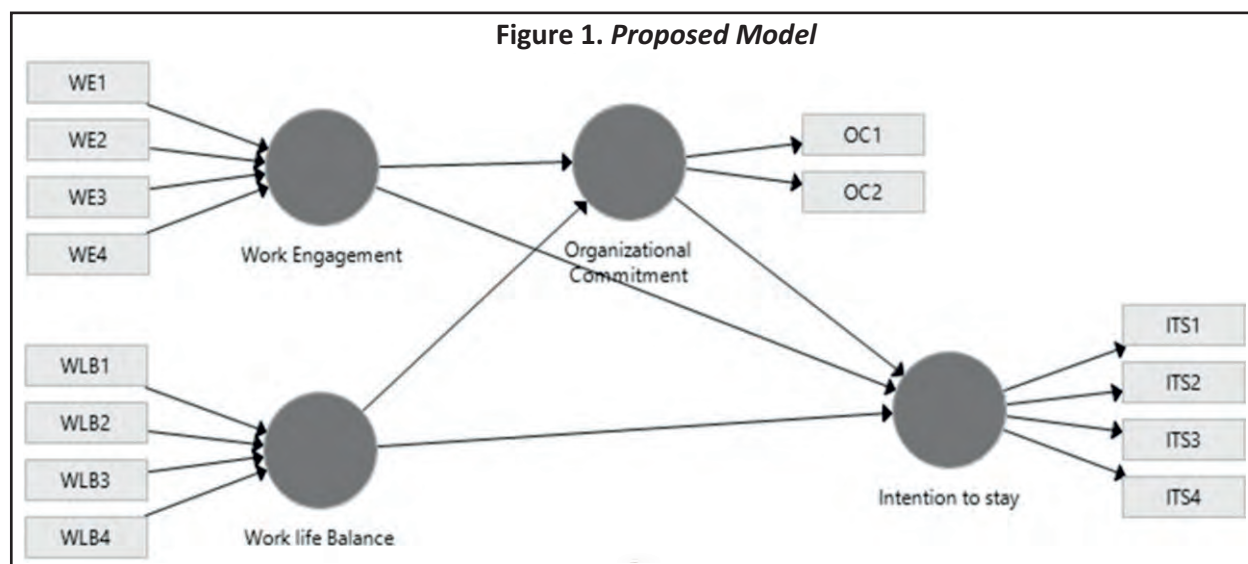 Figure 1. Proposed Model
WE1
WE2
WE3
WE4
Work Engagement
Organizational
Commitment
OC1
OC2
WLB1
WLB2
WLB3
WLB4
Work life Balance
Intention to stay
ITS1
ITS2
ITS3
ITS4